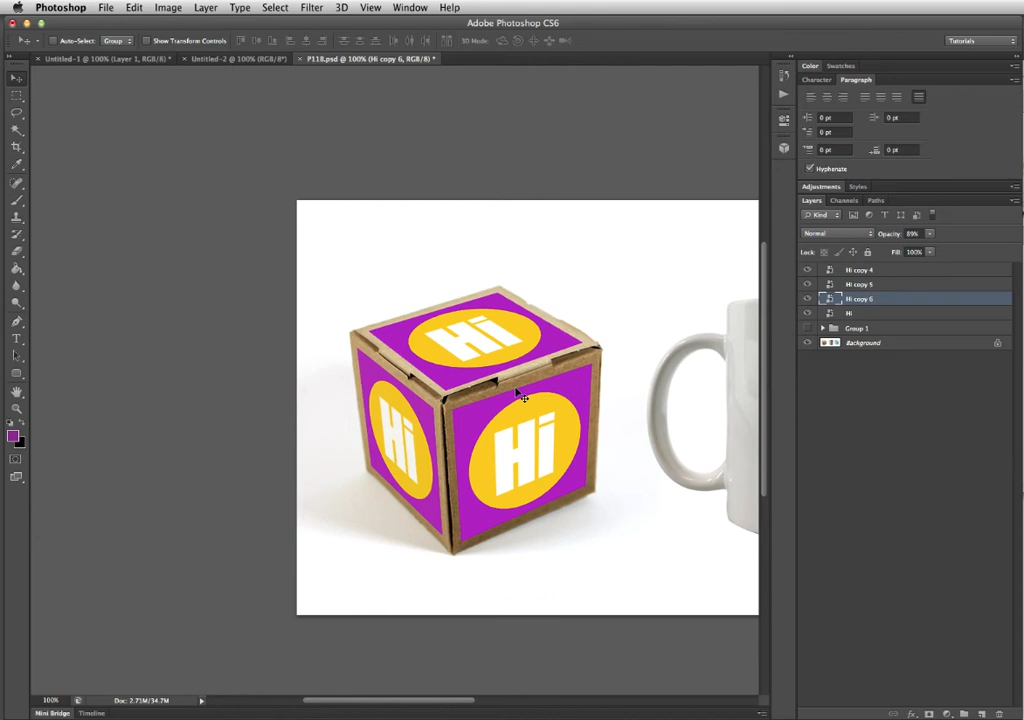 Photoshop File Edit Image Layer Type Select Filter 3D View Window Help
Adobe Photoshop CS6
Auto-Select: Group Show Transform Controls 3D Mode: Tutorials
Untitled-1 @ 100% (Layer 1, RGB/8) * Untitled-2 @ 100% (RGB/8*) P118.psd @ 100% (Hi copy 6, RGB/8) *
Color Swatches
Character Paragraph
0 pt 0 pt
0 pt
0 pt 0 pt
Hyphenate
Adjustments Styles
Layers Channels Paths
Kind
Normal Opacity: 89%
Lock: Fill: 100%
Hi copy 4
Hi copy 5
Hi copy 6
Hi
Group 1
Background
Hi
Hi
Hi
100% Doc: 2.71M/34.7M
Mini Bridge Timeline